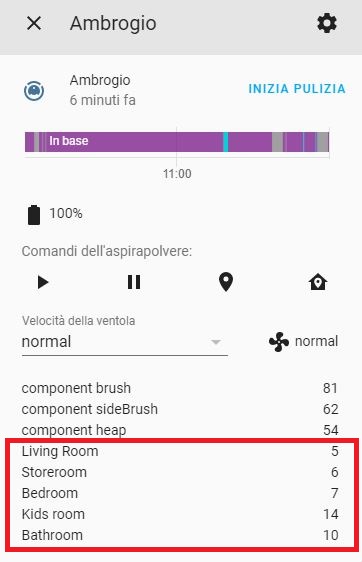 Ambrogio
Ambrogio
6 minuti fa
INIZIA PULIZIA
In base
11:00
100%
Comandi dell'aspirapolvere:
Velocità della ventola
normal
normal
component brush 81
component sideBrush 62
component heap 54
Living Room 5
Storeroom 6
Bedroom 7
Kids room 14
Bathroom 10